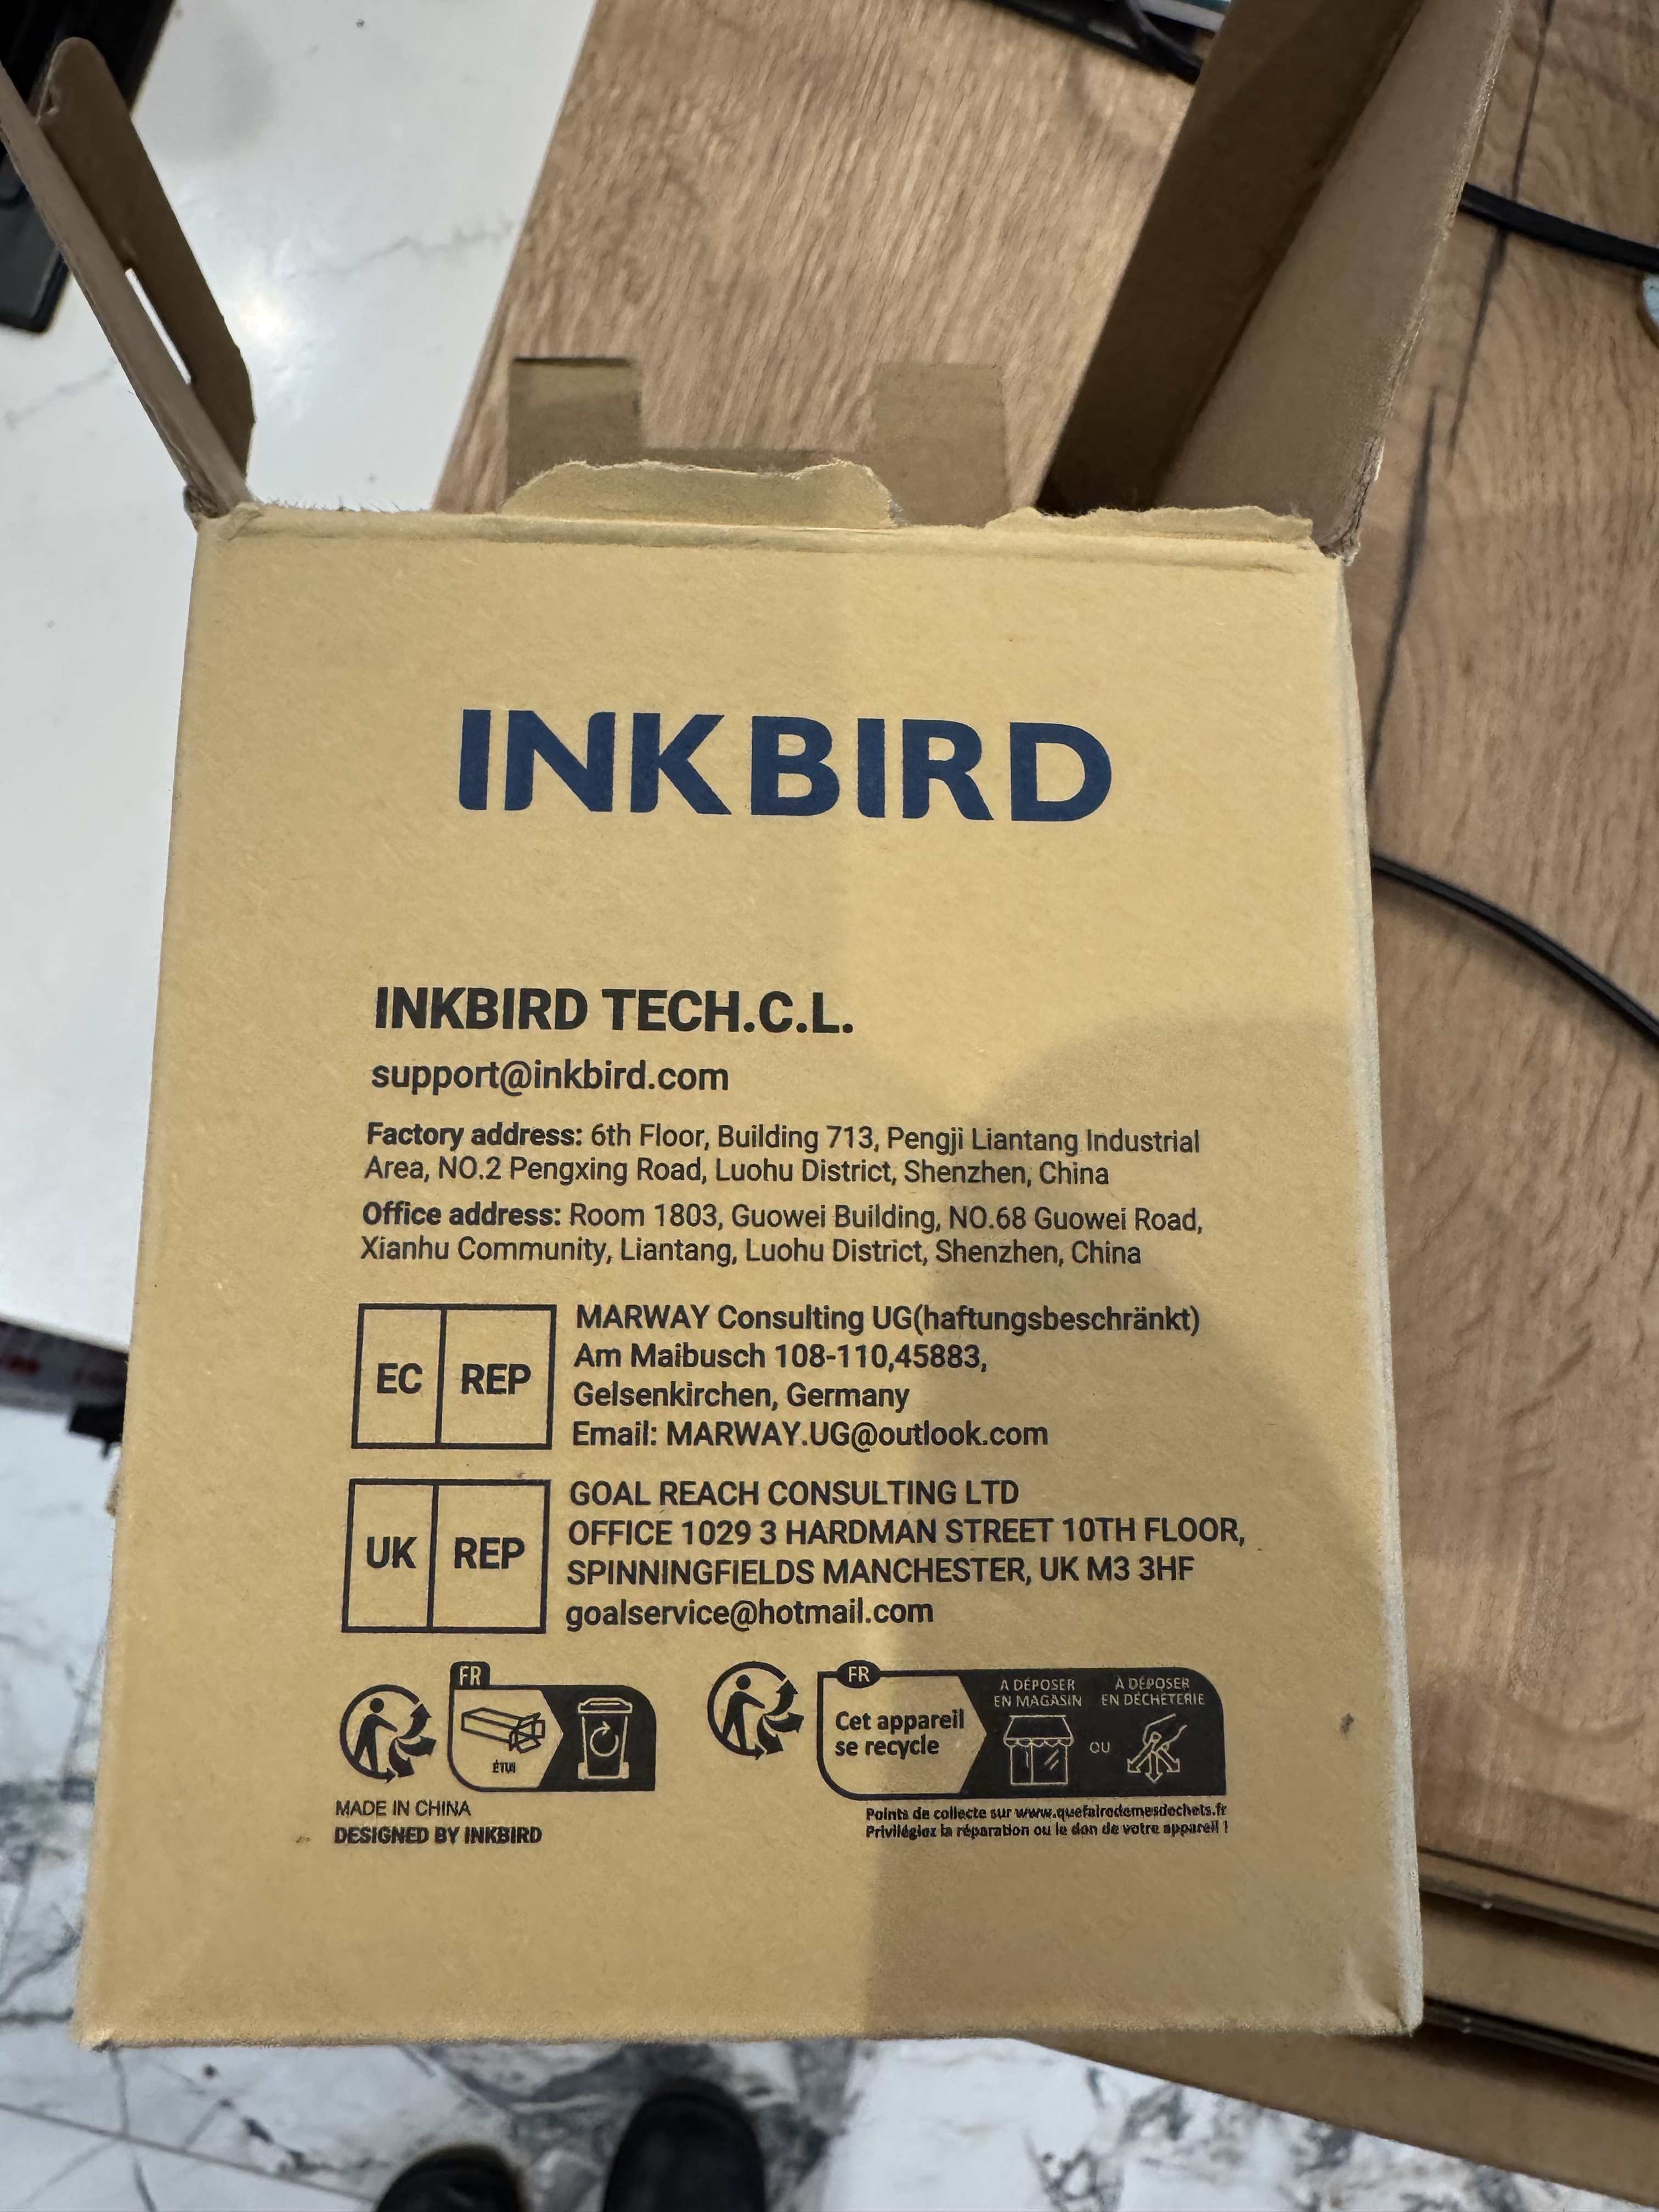 INKBIRD
INKBIRD TECH.C.L.
support@inkbird.com
Factory address: 6th Floor, Building 713, Pengji Liantang Industrial
Area, NO.2 Pengxing Road, Luohu District, Shenzhen, China
Office address: Room 1803, Guowei Building, NO.68 Guowei Road,
Xianhu Community, Liantang, Luohu District, Shenzhen, China
EC REP
MARWAY Consulting UG(haftungsbeschränkt)
Am Maibusch 108-110,45883,
Gelsenkirchen, Germany
Email: MARWAY.UG@outlook.com
UK REP
GOAL REACH CONSULTING LTD
OFFICE 1029 3 HARDMAN STREET 10TH FLOOR,
SPINNINGFIELDS MANCHESTER, UK M3 3HF
goalservice@hotmail.com
FR
ÉTUI
MADE IN CHINA
DESIGNED BY INKBIRD
FR
Cet appareil
se recycle
À DÉPOSER
EN MAGASIN
OU
À DÉPOSER
EN DÉCHÈTERIE
Points de collecte sur www.quefairedemesdechets.fr
Privilégiez la réparation ou le don de votre appareil !